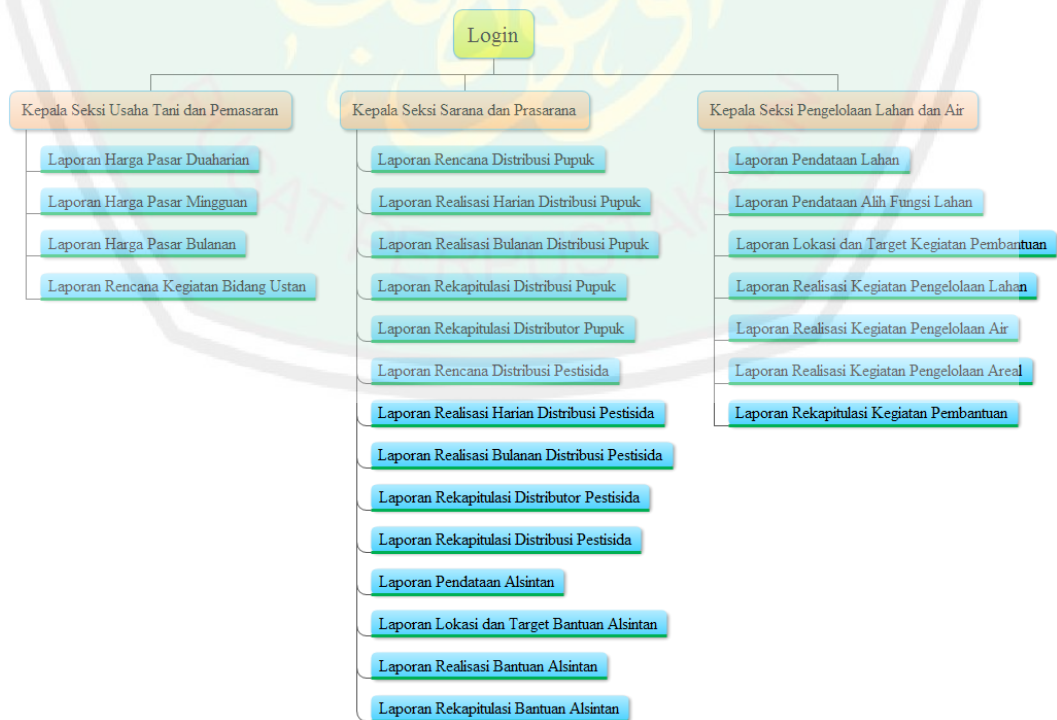 Login
Kepala Seksi Usaha Tani dan Pemasaran
Laporan Harga Pasar Duaharian
Laporan Harga Pasar Mingguan
Laporan Harga Pasar Bulanan
Laporan Rencana Kegiatan Bidang Ustan
Kepala Seksi Sarana dan Prasarana
Laporan Rencana Distribusi Pupuk
Laporan Realisasi Harian Distribusi Pupuk
Laporan Realisasi Bulanan Distribusi Pupuk
Laporan Rekapitulasi Distribusi Pupuk
Laporan Rekapitulasi Distributor Pupuk
Laporan Rencana Distribusi Pestisida
Laporan Realisasi Harian Distribusi Pestisida
Laporan Realisasi Bulanan Distribusi Pestisida
Laporan Rekapitulasi Distributor Pestisida
Laporan Rekapitulasi Distribusi Pestisida
Laporan Pendataan Alsintan
Laporan Lokasi dan Target Bantuan Alsintan
Laporan Realisasi Bantuan Alsintan
Laporan Rekapitulasi Bantuan Alsintan
Kepala Seksi Pengelolaan Lahan dan Air
Laporan Pendataan Lahan
Laporan Pendataan Alih Fungsi Lahan
Laporan Lokasi dan Target Kegiatan Pembantuan
Laporan Realisasi Kegiatan Pengelolaan Lahan
Laporan Realisasi Kegiatan Pengelolaan Air
Laporan Realisasi Kegiatan Pengelolaan Areal
Laporan Rekapitulasi Kegiatan Pembantuan